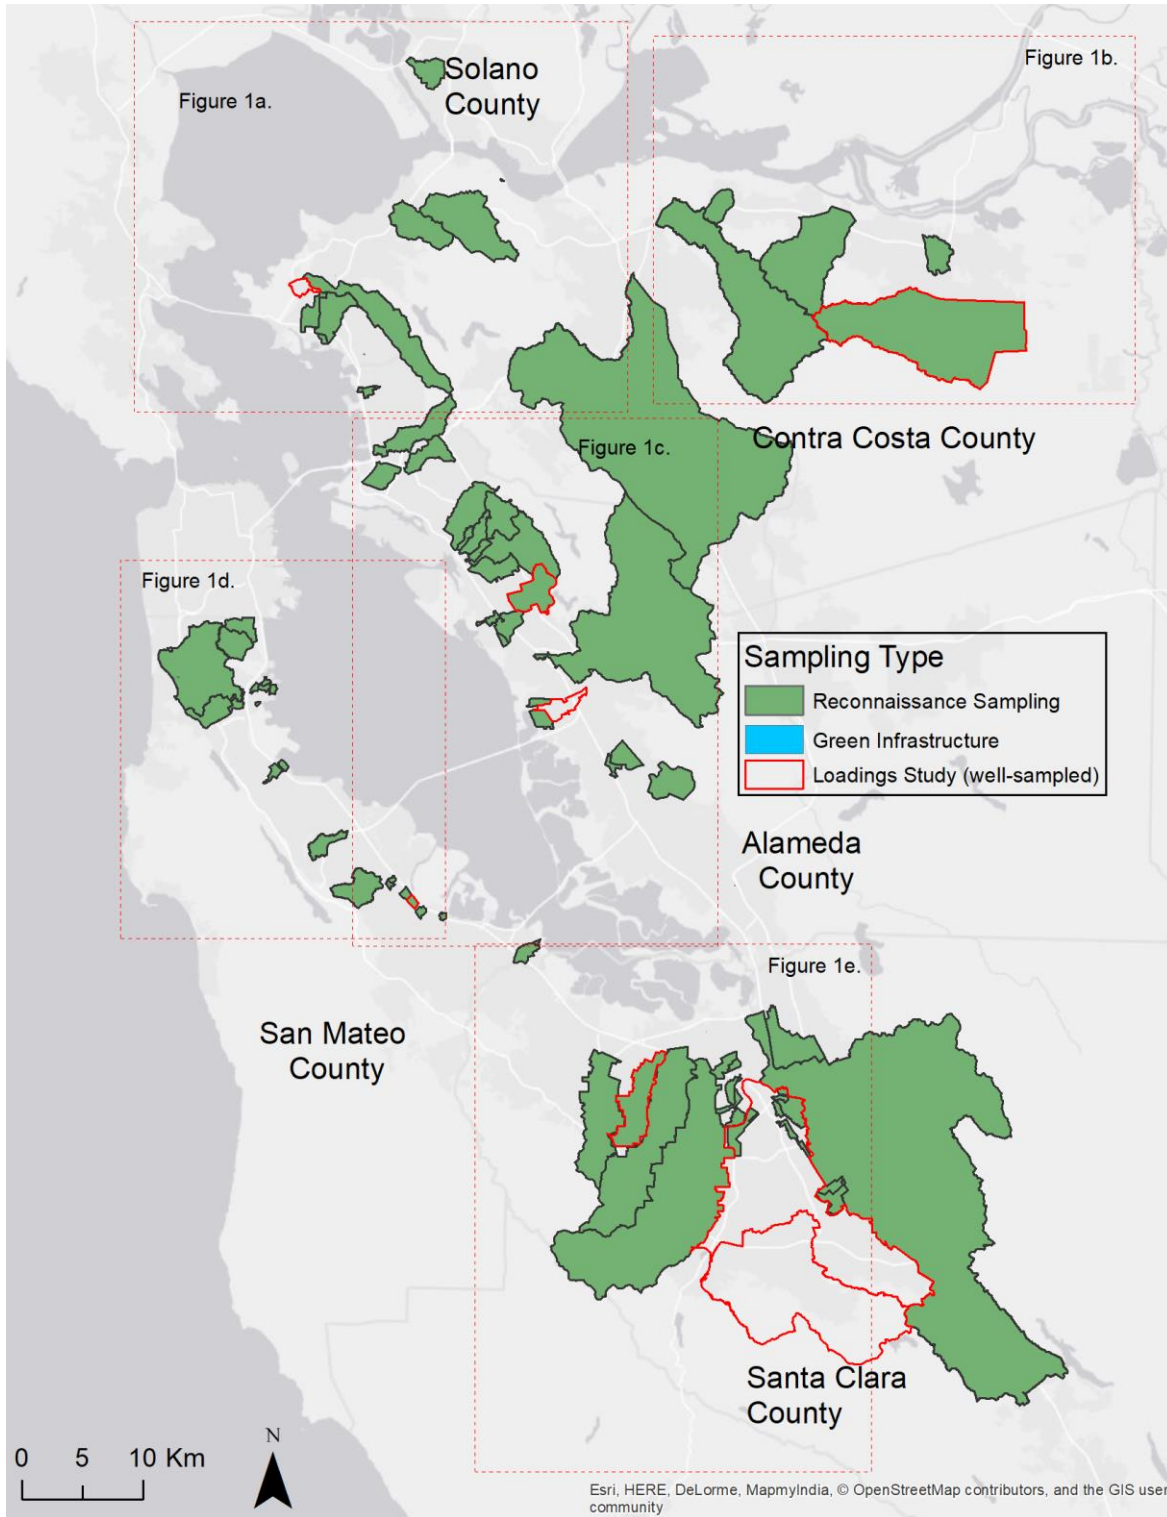 Solano
County
Figure 1a.
Figure 1b.
Contra Costa County
Figure 1c.
Figure 1d.
Sampling Type
Reconnaissance Sampling
Green Infrastructure
Loadings Study (well-sampled)
Alameda
County
Figure 1e.
San Mateo
County
Santa Clara
County
N
0 5 10 Km
Esri, HERE, DeLorme, MapmyIndia, © OpenStreetMap contributors, and the GIS user
community